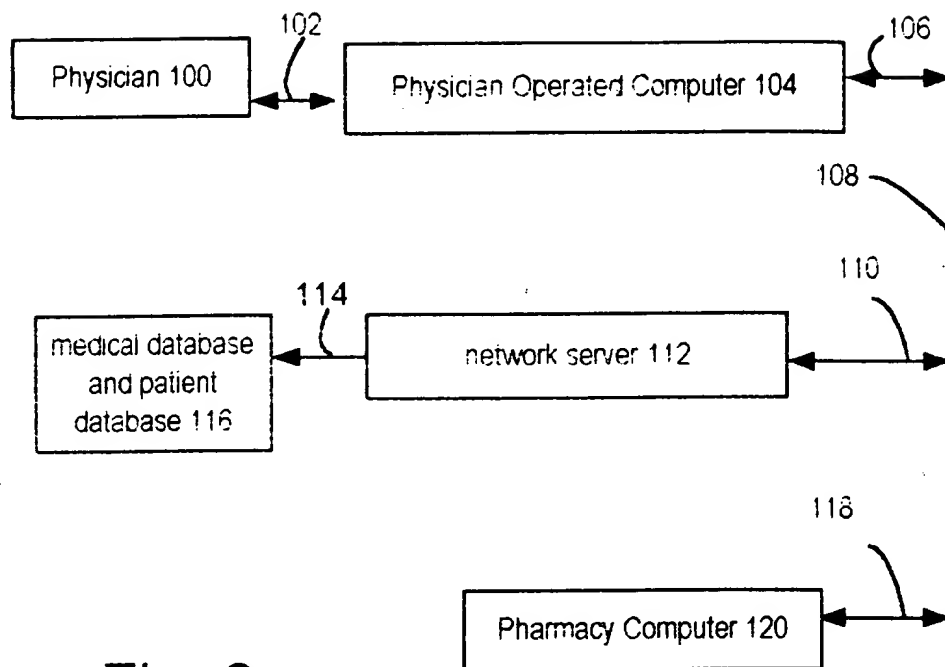 102
106
Physician 100
Physician Operated Computer 104
108
110
114
medical database
and patient
database 116
network server 112
118
Pharmacy Computer 120